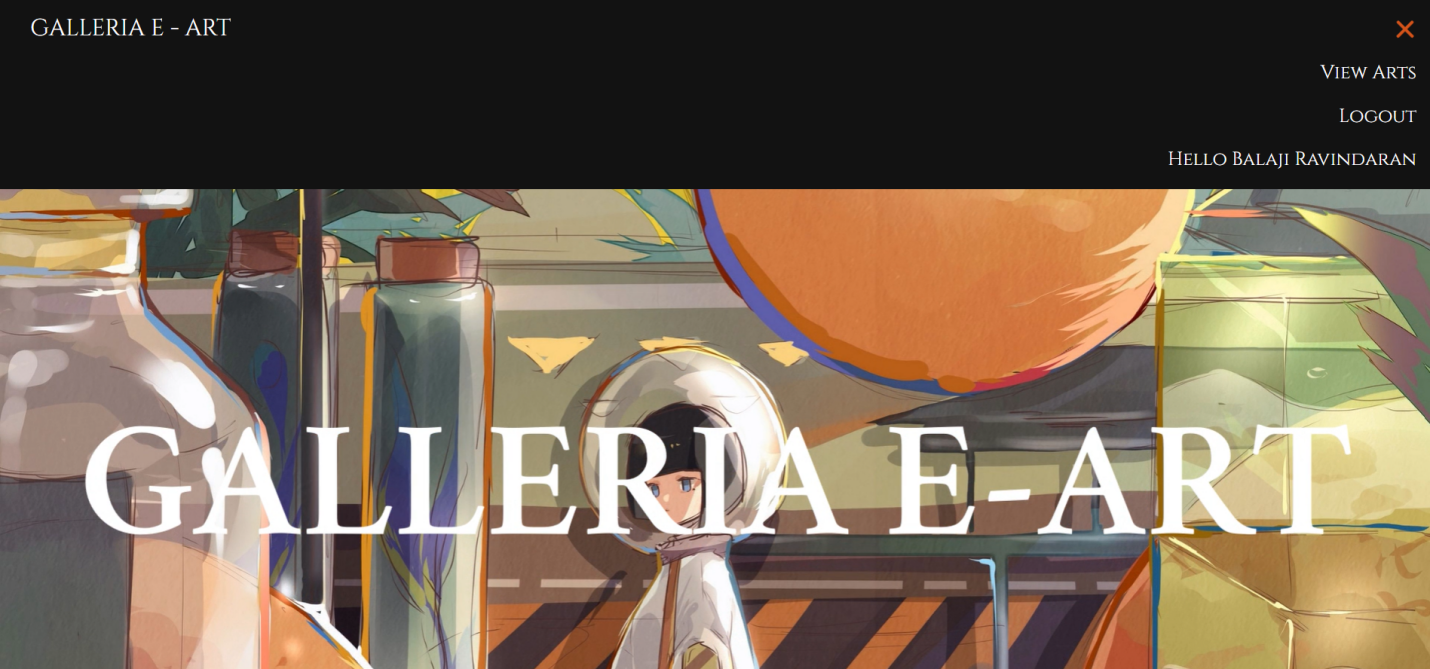 GALLERIA E - ART
VIEW ARTS
LOGOUT
HELLO BALAJI RAVINDARAN
GALLERIA E-ART